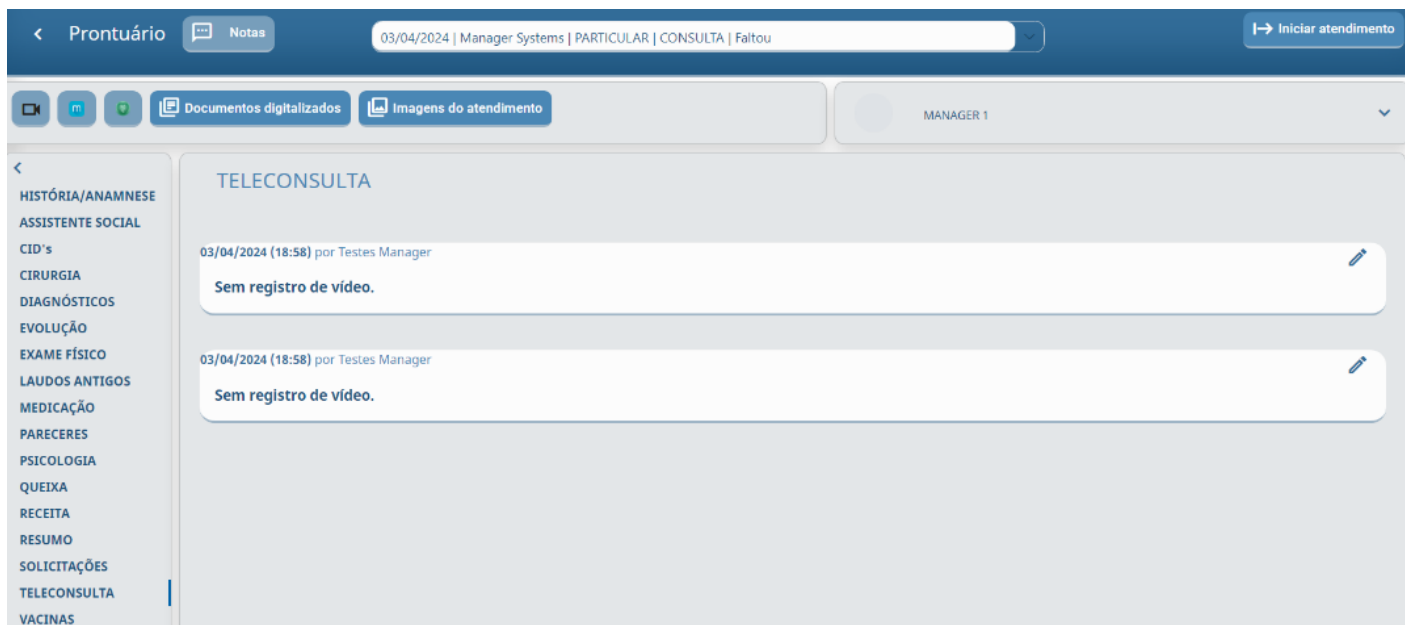 Prontuário
Notas
03/04/2024 | Manager Systems | PARTICULAR | CONSULTA | Faltou
Iniciar atendimento
m
Documentos digitalizados
Imagens do atendimento
MANAGER 1
HISTÓRIA/ANAMNESE
ASSISTENTE SOCIAL
CID's
CIRURGIA
DIAGNÓSTICOS
EVOLUÇÃO
EXAME FÍSICO
LAUDOS ANTIGOS
MEDICAÇÃO
PARECERES
PSICOLOGIA
QUEIXA
RECEITA
RESUMO
SOLICITAÇÕES
TELECONSULTA
VACINAS
TELECONSULTA
03/04/2024 (18:58) por Testes Manager
Sem registro de vídeo.
03/04/2024 (18:58) por Testes Manager
Sem registro de vídeo.